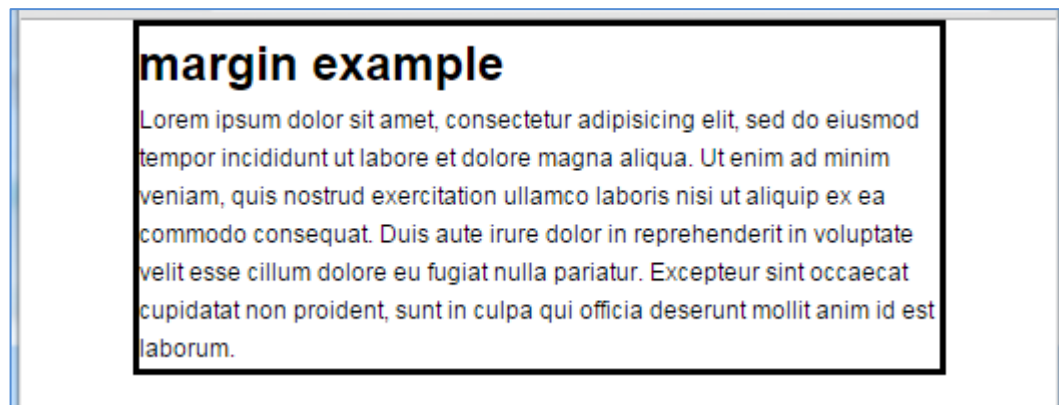 margin example
Lorem ipsum dolor sit amet, consectetur adipisicing elit, sed do eiusmod
tempor incididunt ut labore et dolore magna aliqua. Ut enim ad minim
veniam, quis nostrud exercitation ullamco laboris nisi ut aliquip ex ea
commodo consequat. Duis aute irure dolor in reprehenderit in voluptate
velit esse cillum dolore eu fugiat nulla pariatur. Excepteur sint occaecat
cupidatat non proident, sunt in culpa qui officia deserunt mollit anim id est
laborum.